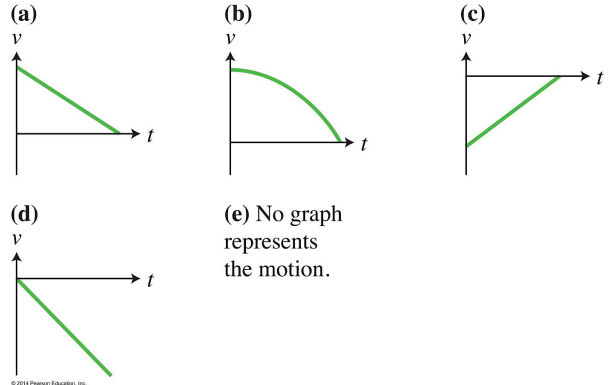 (a)
v
t
(b)
v
t
(c)
v
t
(d)
v
t
(e) No graph
represents
the motion.
© 2014 Pearson Education, Inc.